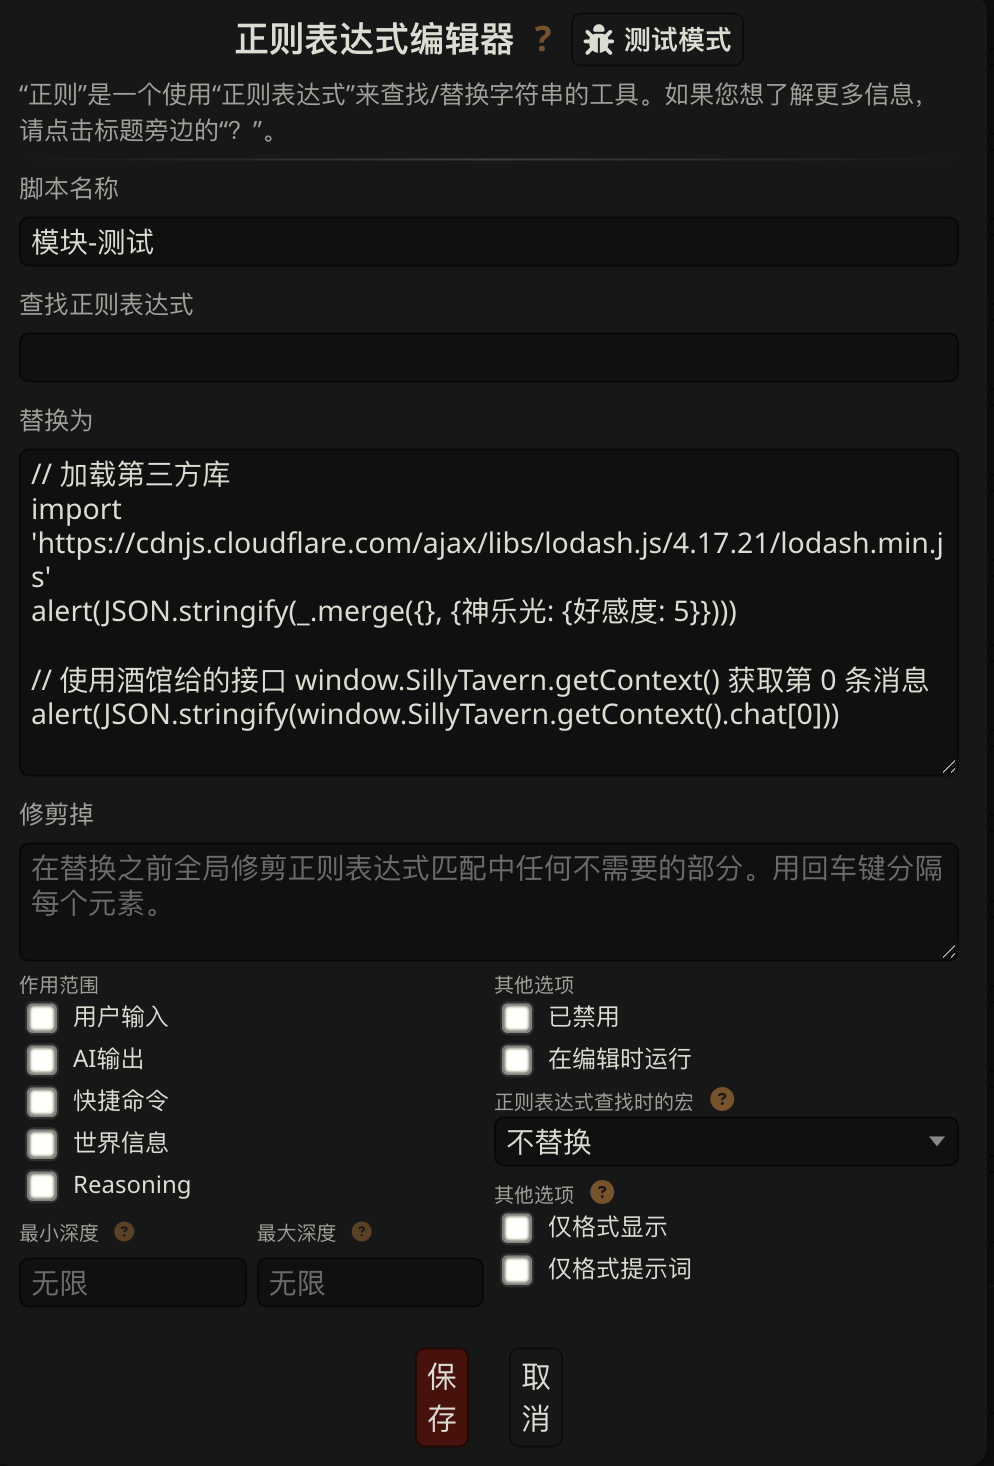 正则表达式编辑器 ? 测试模式
“正则”是一个使用“正则表达式”来查找/替换字符串的工具。如果您想了解更多信息，
请点击标题旁边的“？”。
脚本名称
模块-测试
查找正则表达式
替换为
// 加载第三方库
import
'https://cdnjs.cloudflare.com/ajax/libs/lodash.js/4.17.21/lodash.min.j
s'
alert(JSON.stringify(_.merge({}, {神乐光: {好感度: 5}})))
// 使用酒馆给的接口 window.SillyTavern.getContext() 获取第 0 条消息
alert(JSON.stringify(window.SillyTavern.getContext().chat[0]))
修剪掉
在替换之前全局修剪正则表达式匹配中任何不需要的部分。用回车键分隔
每个元素。
作用范围
用户输入
AI输出
快捷命令
世界信息
Reasoning
最小深度 ?
无限
最大深度 ?
无限
其他选项
已禁用
在编辑时运行
正则表达式查找时的宏 ?
不替换
其他选项 ?
仅格式显示
仅格式提示词
保
存
取
消